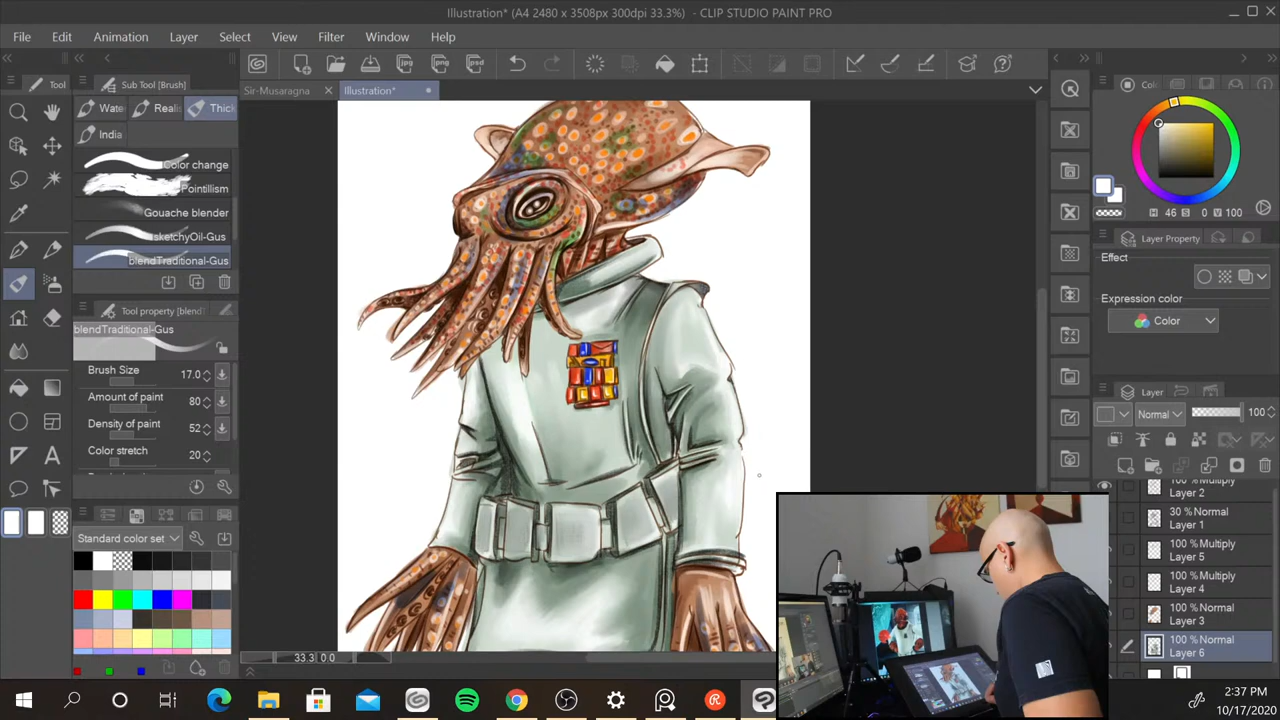 Illustration* (A4 2480 x 3508px 300dpi 33.3%) - CLIP STUDIO PAINT PRO
File Edit Animation Layer Select View Filter Window Help
Tool
Sub Tool [Brush]
Sir-Musaragna
Illustration*
Wate
Reali
Thick
India
Color change
Pointillism
Gouache blender
sketchyOil-Gus
blendTraditional-Gus
Tool property [blend
blendTraditional-Gus
Brush Size 17.0
Amount of paint 80
Density of paint 52
Color stretch 20
Standard color set
33.3 0.0
Colo
H 46 S 0 V 100
Layer Property
Effect
Expression color
Color
Layer
Normal 100
Layer 2
30 % Normal
Layer 1
100 % Multiply
Layer 5
100 % Multiply
Layer 4
100 % Normal
Layer 3
100 % Normal
Layer 6
2:37 PM
10/17/2020